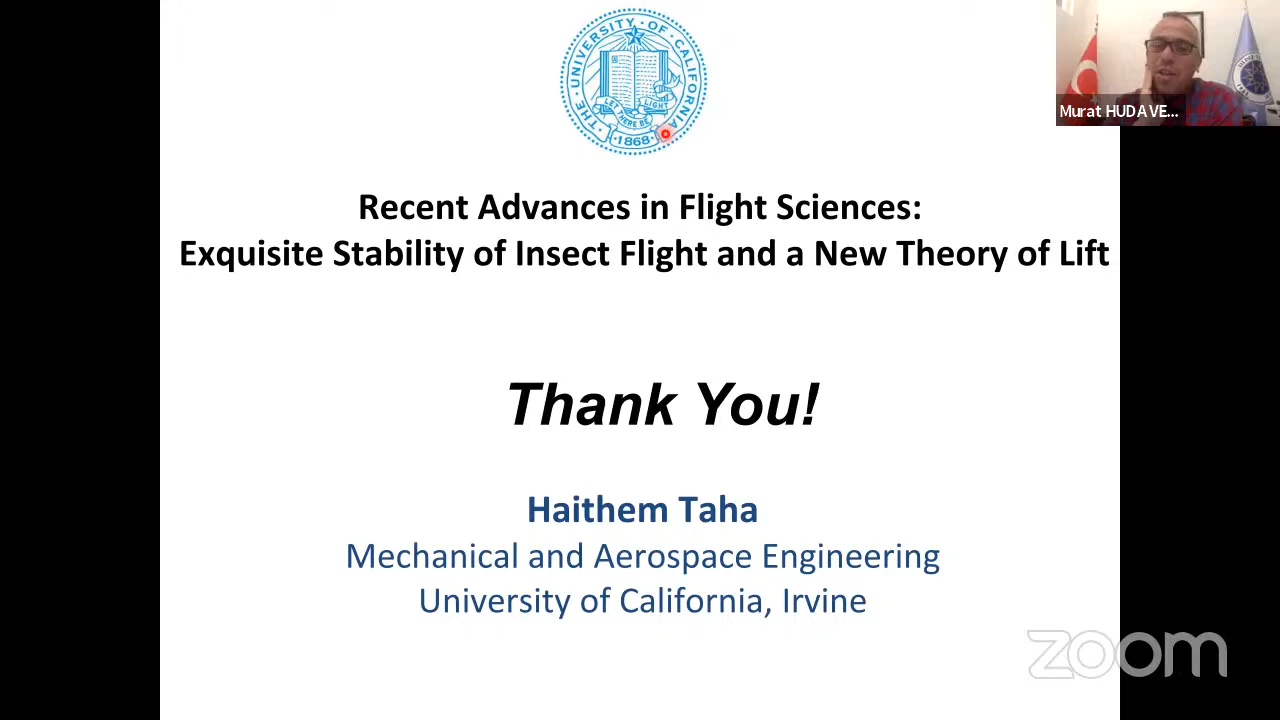 THE UNIVERSITY OF CALIFORNIA
LET THERE BE LIGHT
1868
Murat HUDAVE...
Recent Advances in Flight Sciences:
Exquisite Stability of Insect Flight and a New Theory of Lift
Thank You!
Haithem Taha
Mechanical and Aerospace Engineering
University of California, Irvine
zoom